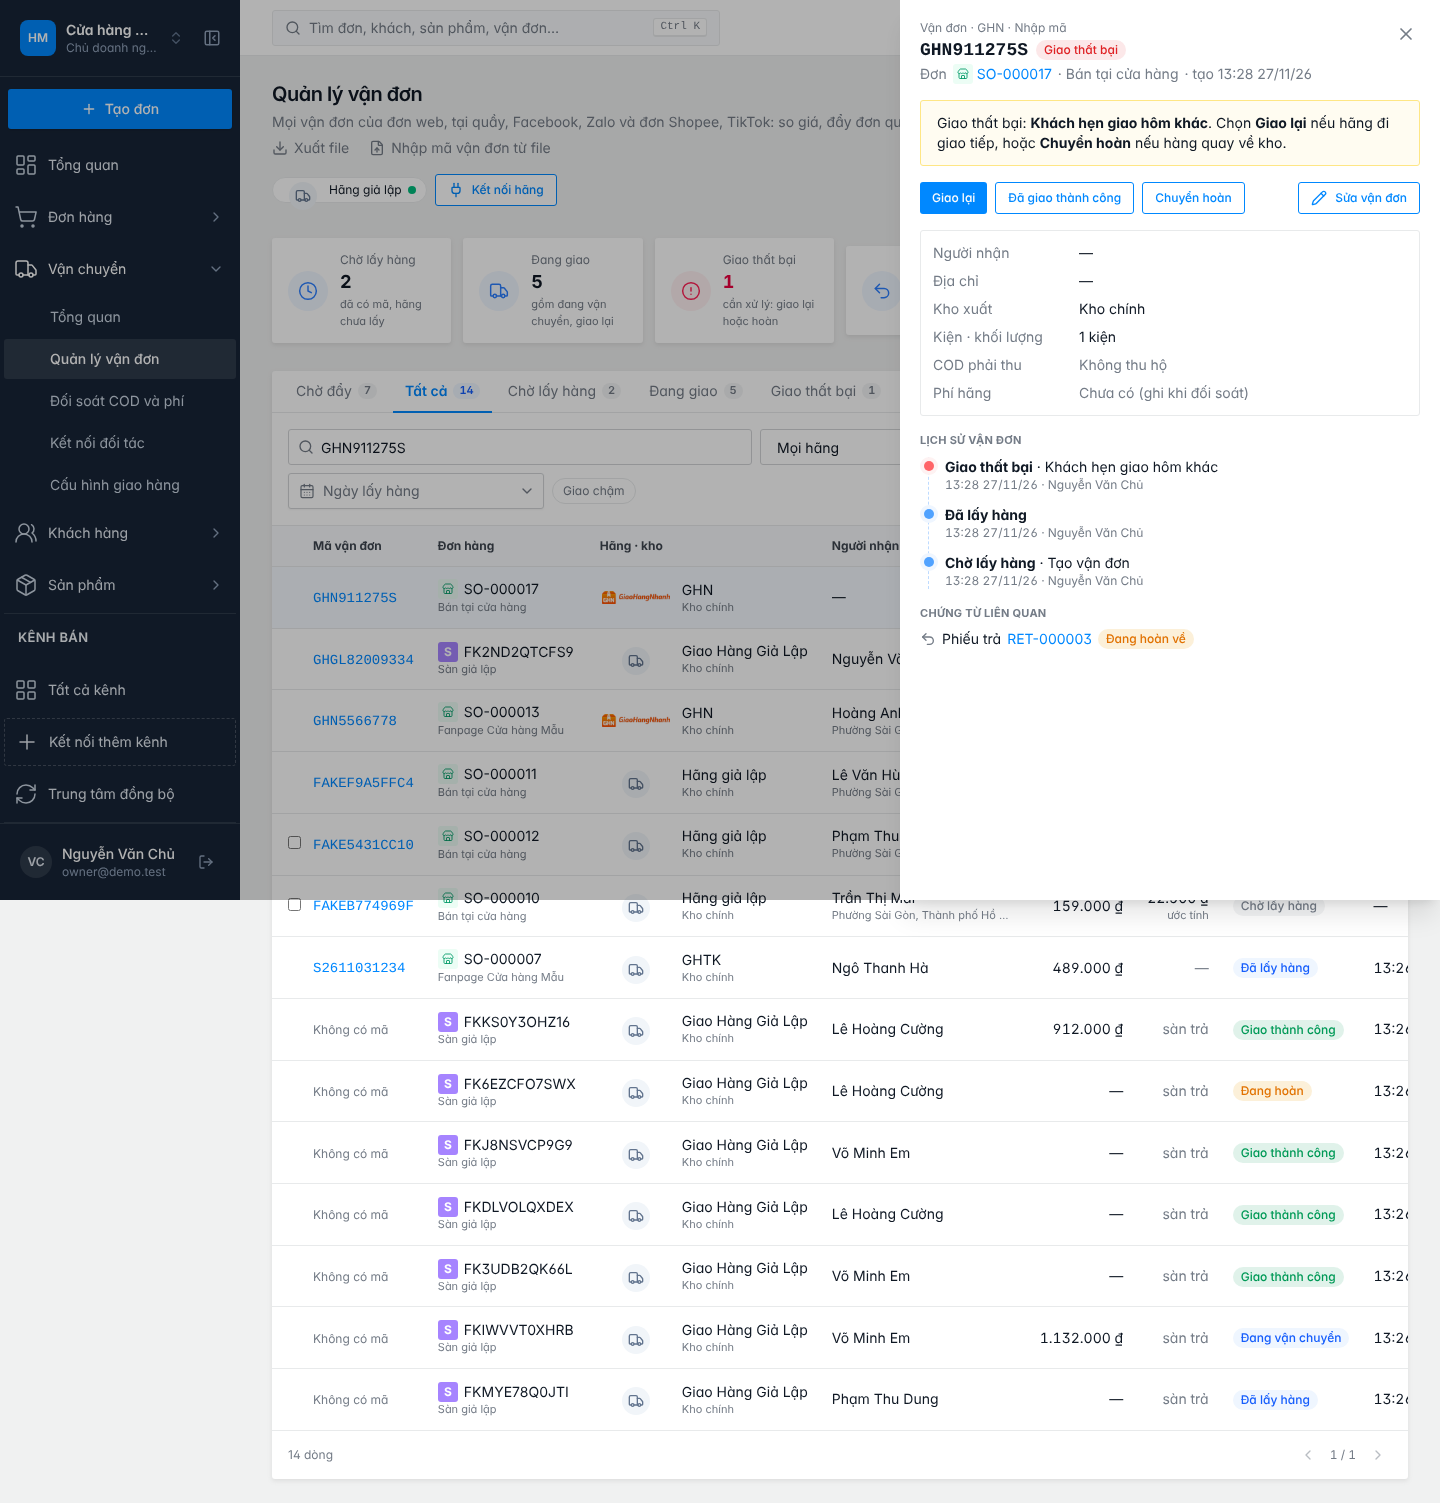 HM
Cửa hàng ...
Chủ doanh ng...
Tạo đơn
Tổng quan
Đơn hàng
Vận chuyển
Tổng quan
Quản lý vận đơn
Đối soát COD và phí
Kết nối đối tác
Cấu hình giao hàng
Khách hàng
Sản phẩm
KÊNH BÁN
Tất cả kênh
Kết nối thêm kênh
Trung tâm đồng bộ
VC
Nguyễn Văn Chủ
owner@demo.test
Tìm đơn, khách, sản phẩm, vận đơn...
Ctrl K
Quản lý vận đơn
Mọi vận đơn của đơn web, tại quầy, Facebook, Zalo và đơn Shopee, TikTok: so giá, đẩy đơn
Xuất file
Nhập mã vận đơn từ file
Hãng giả lập
Kết nối hãng
Chờ lấy hàng
2
đã có mã, hãng
chưa lấy
Đang giao
5
gồm đang vận
chuyển, giao lại
Giao thất bại
1
cần xử lý: giao lại
hoặc hoàn
Chờ đẩy 7
Tất cả 14
Chờ lấy hàng 2
Đang giao 5
Giao thất bại 1
GHN911275S
Mọi hãng
Ngày lấy hàng
Giao chậm
Mã vận đơn
Đơn hàng
Hãng · kho
Người nhận
GHN911275S
SO-000017
Bán tại cửa hàng
GHN
GiaoHangNhanh
GHN
Kho chính
—
GHGL82009334
S
FK2ND2QTCFS9
Sàn giả lập
Giao Hàng Giả Lập
Kho chính
Nguyễn
GHN5566778
SO-000013
Fanpage Cửa hàng Mẫu
GHN
GiaoHangNhanh
GHN
Kho chính
Hoàng
Phường Sài
FAKEF9A5FFC4
SO-000011
Bán tại cửa hàng
Hãng giả lập
Kho chính
Lê Văn
Phường Sài
FAKE5431CC10
SO-000012
Bán tại cửa hàng
Hãng giả lập
Kho chính
Phạm Thu
Phường Sài
FAKEB774969F
SO-000010
Bán tại cửa hàng
Hãng giả lập
Kho chính
Trần Thị
Phường Sài Gòn, Thành phố Hồ ...
159.000 ₫
ước tính
Chờ lấy hàng
—
S2611031234
SO-000007
Fanpage Cửa hàng Mẫu
GHTK
Kho chính
Ngô Thanh Hà
489.000 ₫
—
Đã lấy hàng
Không có mã
S
FKKS0Y3OHZ16
Sàn giả lập
Giao Hàng Giả Lập
Kho chính
Lê Hoàng Cường
912.000 ₫
sàn trả
Giao thành công
Không có mã
S
FK6EZCFO7SWX
Sàn giả lập
Giao Hàng Giả Lập
Kho chính
Lê Hoàng Cường
—
sàn trả
Đang hoàn
Không có mã
S
FKJ8NSVCP9G9
Sàn giả lập
Giao Hàng Giả Lập
Kho chính
Võ Minh Em
—
sàn trả
Giao thành công
Không có mã
S
FKDLVOLQXDEX
Sàn giả lập
Giao Hàng Giả Lập
Kho chính
Lê Hoàng Cường
—
sàn trả
Giao thành công
Không có mã
S
FK3UDB2QK66L
Sàn giả lập
Giao Hàng Giả Lập
Kho chính
Võ Minh Em
—
sàn trả
Giao thành công
Không có mã
S
FKIWVVT0XHRB
Sàn giả lập
Giao Hàng Giả Lập
Kho chính
Võ Minh Em
1.132.000 ₫
sàn trả
Đang vận chuyển
Không có mã
S
FKMYE78Q0JTI
Sàn giả lập
Giao Hàng Giả Lập
Kho chính
Phạm Thu Dung
—
sàn trả
Đã lấy hàng
14 dòng
1 / 1
Vận đơn · GHN · Nhập mã
GHN911275S
Giao thất bại
Đơn SO-000017 · Bán tại cửa hàng · tạo 13:28 27/11/26
Giao thất bại: Khách hẹn giao hôm khác. Chọn Giao lại nếu hãng đi
giao tiếp, hoặc Chuyển hoàn nếu hàng quay về kho.
Giao lại
Đã giao thành công
Chuyển hoàn
Sửa vận đơn
Người nhận —
Địa chỉ —
Kho xuất Kho chính
Kiện · khối lượng 1 kiện
COD phải thu Không thu hộ
Phí hãng Chưa có (ghi khi đối soát)
LỊCH SỬ VẬN ĐƠN
Giao thất bại · Khách hẹn giao hôm khác
13:28 27/11/26 · Nguyễn Văn Chủ
Đã lấy hàng
13:28 27/11/26 · Nguyễn Văn Chủ
Chờ lấy hàng · Tạo vận đơn
13:28 27/11/26 · Nguyễn Văn Chủ
CHỨNG TỪ LIÊN QUAN
Phiếu trả RET-000003 Đang hoàn về